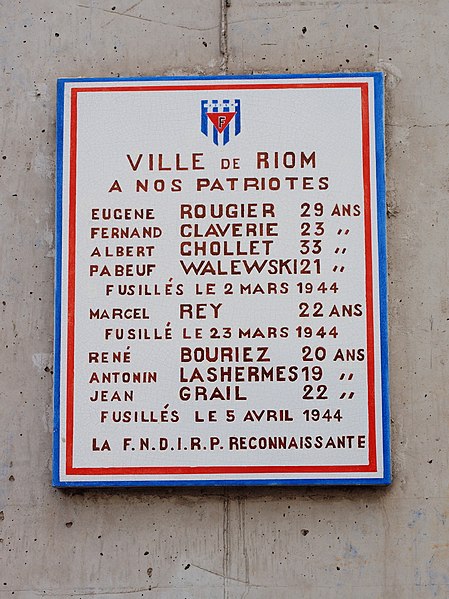 F
VILLE DE RIOM
A NOS PATRIOTES
EUGENE ROUGIER 29 ANS
FERNAND CLAVERIE 23 〃
ALBERT CHOLLET 33 〃
PABEUF WALEWSKI 21 〃
FUSILLÉS LE 2 MARS 1944
MARCEL REY 22 ANS
FUSILLÉ LE 23 MARS 1944
RENÉ BOURIEZ 20 ANS
ANTONIN LASHERMES 19 〃
JEAN GRAIL 22 〃
FUSILLÉS LE 5 AVRIL 1944
LA F.N.D.I.R.P. RECONNAISSANTE